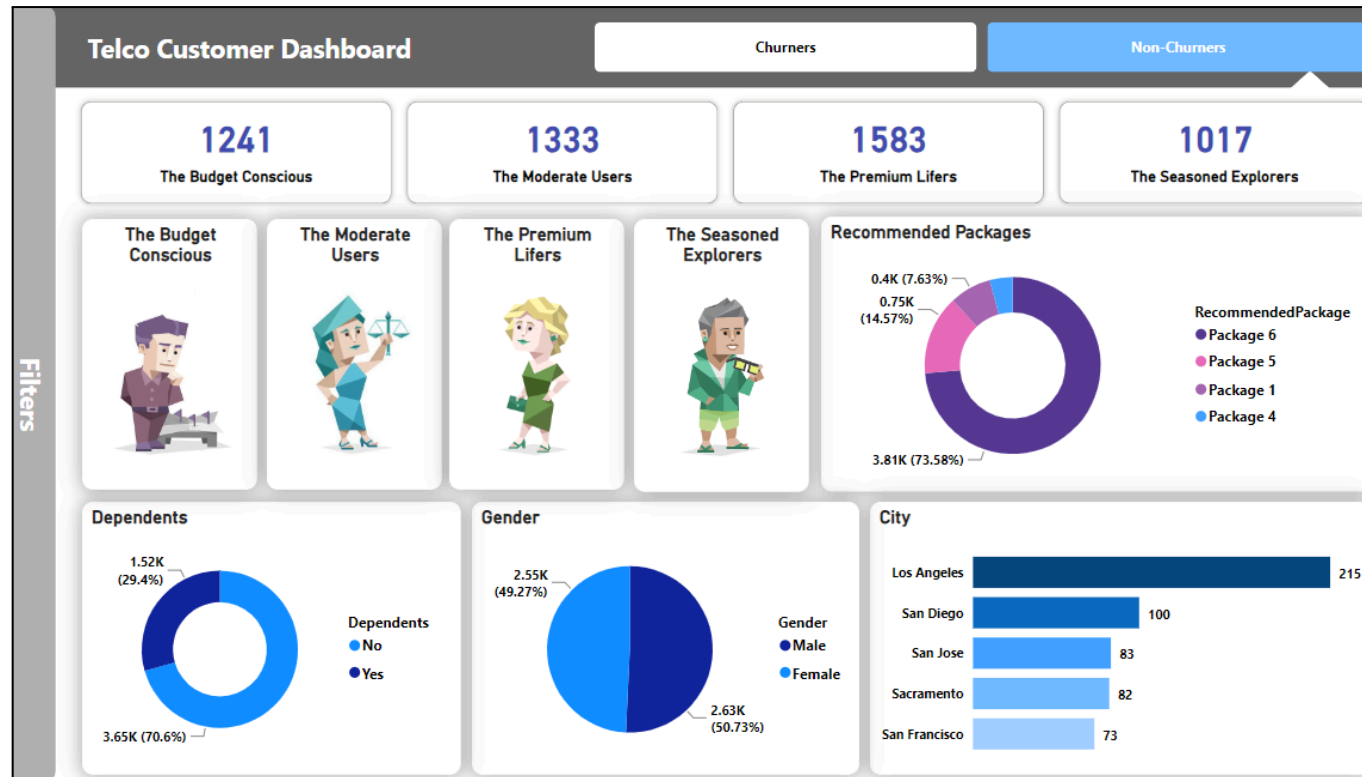 Telco Customer Dashboard
Churners
Non-Churners
Filters
1241
The Budget Conscious
1333
The Moderate Users
1583
The Premium Lifers
1017
The Seasoned Explorers
The Budget
Conscious
The Moderate
Users
The Premium
Lifers
The Seasoned
Explorers
Recommended Packages
0.4K (7.63%)
0.75K
(14.57%)
3.81K (73.58%)
RecommendedPackage
Package 6
Package 5
Package 1
Package 4
Dependents
1.52K
(29.4%)
3.65K (70.6%)
Dependents
No
Yes
Gender
2.55K
(49.27%)
2.63K
(50.73%)
Gender
Male
Female
City
Los Angeles
215
San Diego
100
San Jose
83
Sacramento
82
San Francisco
73